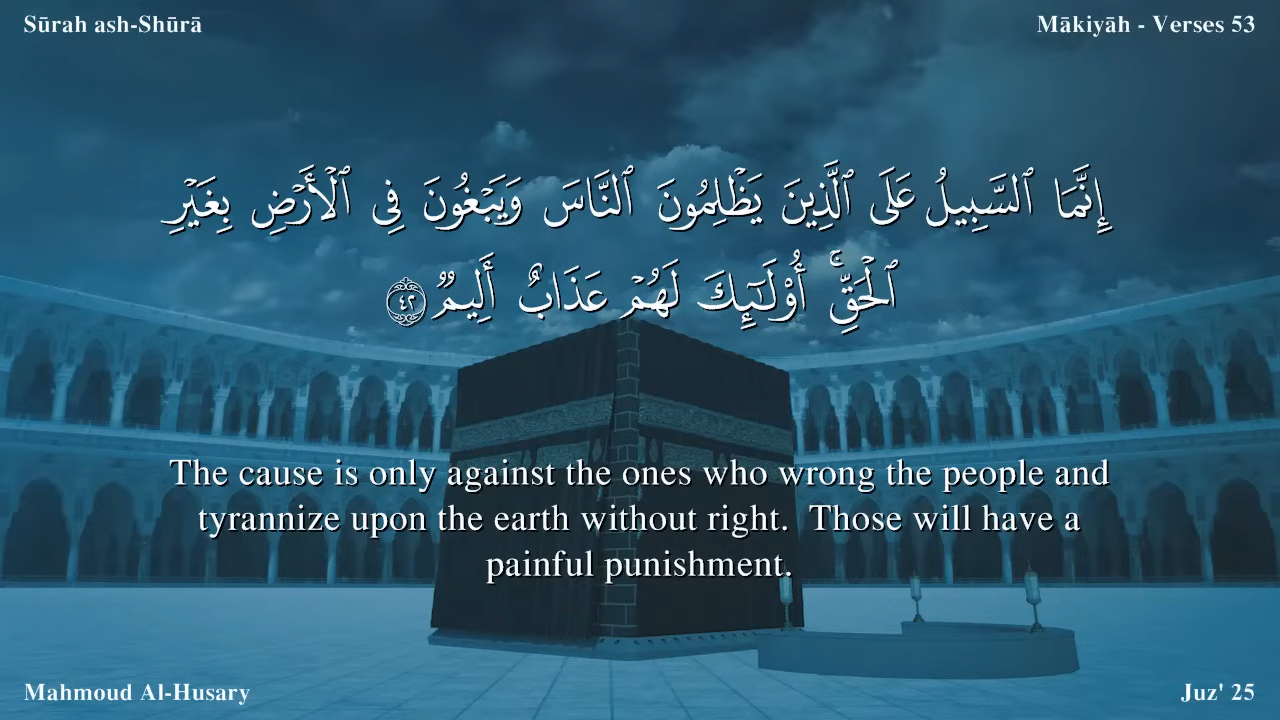 Sūrah ash-Shūrā
Mākiyāh - Verses 53
إِنَّمَا ٱلسَّبِيلُ عَلَى ٱلَّذِينَ يَظْلِمُونَ ٱلنَّاسَ وَيَبْغُونَ فِى ٱلْأَرْضِ بِغَيْرِ
ٱلْحَقِّ ۚ أُو۟لَـٰٓئِكَ لَهُمْ عَذَابٌ أَلِيمٌ ٤٢
The cause is only against the ones who wrong the people and
tyrannize upon the earth without right.  Those will have a
painful punishment.
Mahmoud Al-Husary
Juz' 25